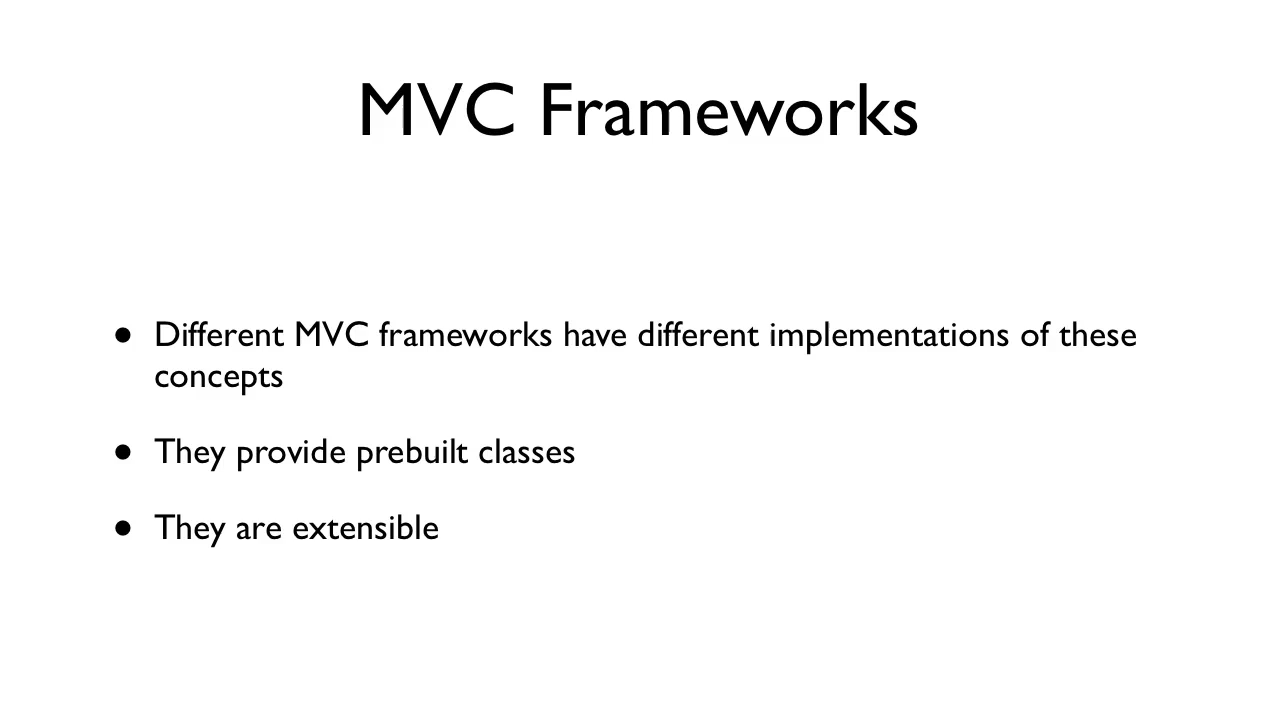 MVC Frameworks
• Different MVC frameworks have different implementations of these
concepts
• They provide prebuilt classes
• They are extensible